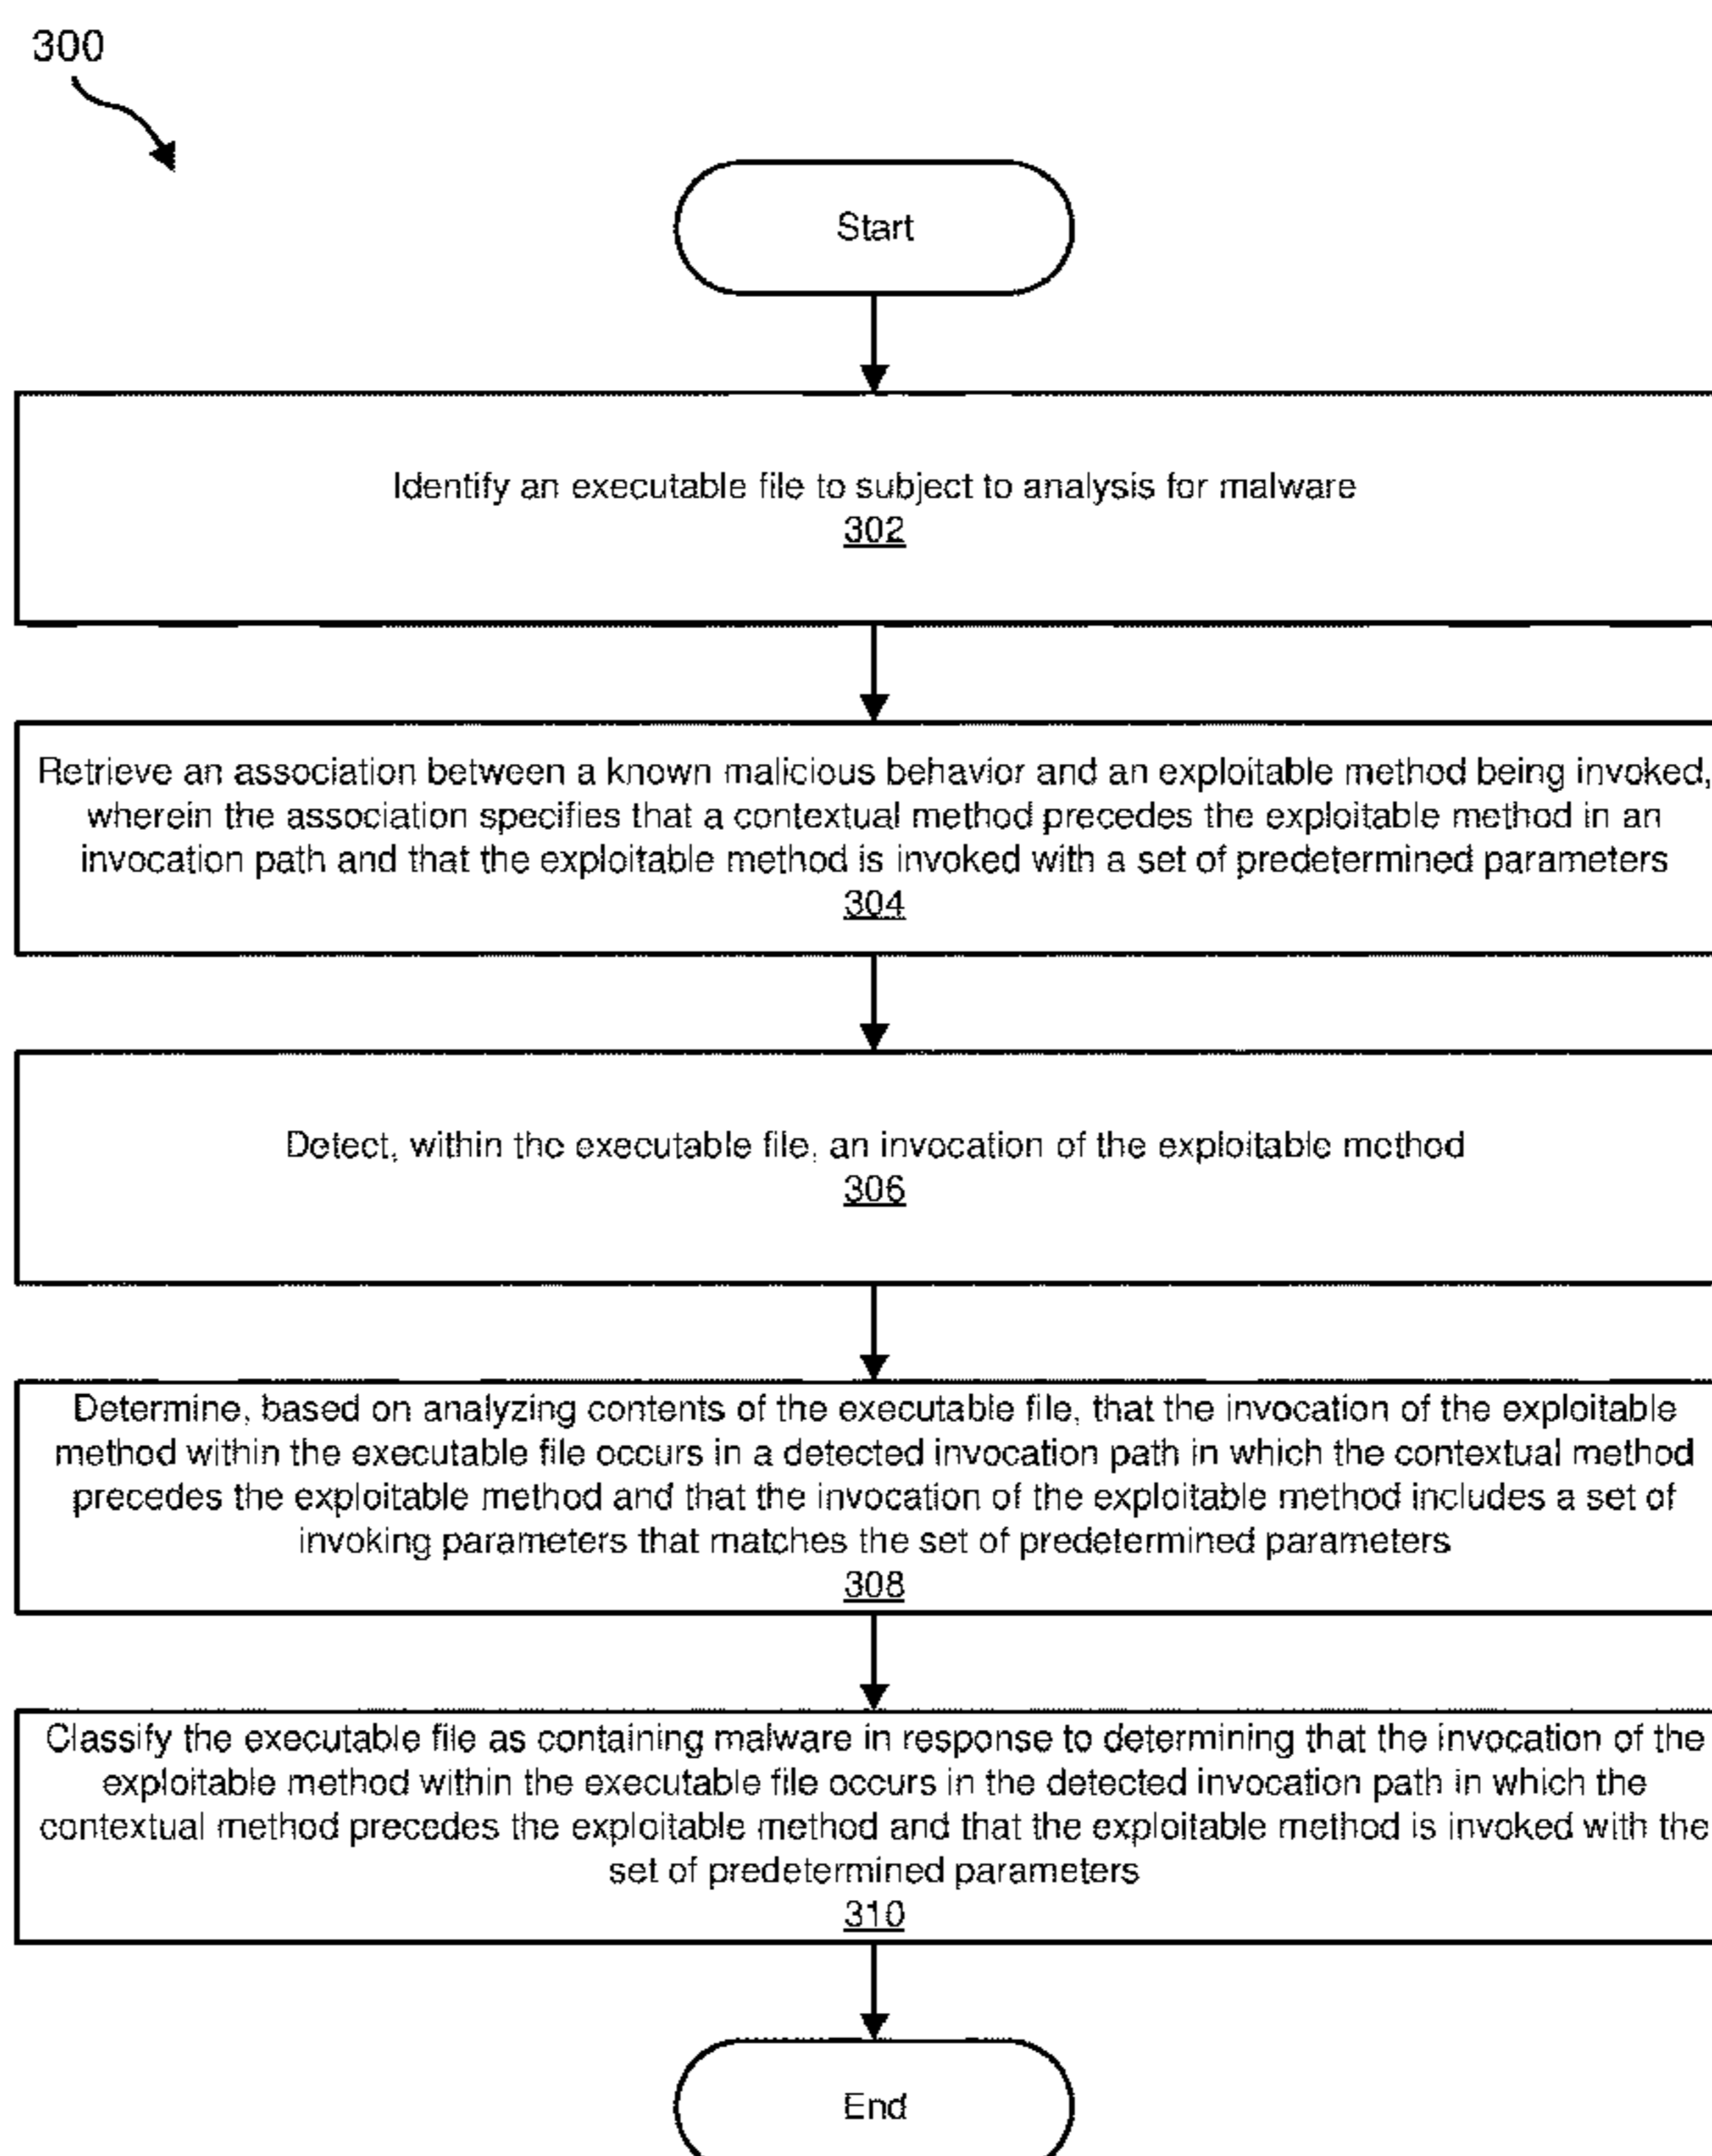 300
Start
Identify an executable file to subject to analysis for malware
302
Retrieve an association between a known malicious behavior and an exploitable method being invoked,
wherein the association specifies that a contextual method precedes the exploitable method in an
invocation path and that the exploitable method is invoked with a set of predetermined parameters
304
Detect, within the executable file, an invocation of the exploitable method
306
Determine, based on analyzing contents of the executable file, that the invocation of the exploitable
method within the executable file occurs in a detected invocation path in which the contextual method
precedes the exploitable method and that the invocation of the exploitable method includes a set of
invoking parameters that matches the set of predetermined parameters
308
Classify the executable file as containing malware in response to determining that the invocation of the
exploitable method within the executable file occurs in the detected invocation path in which the
contextual method precedes the exploitable method and that the exploitable method is invoked with the
set of predetermined parameters
310
End